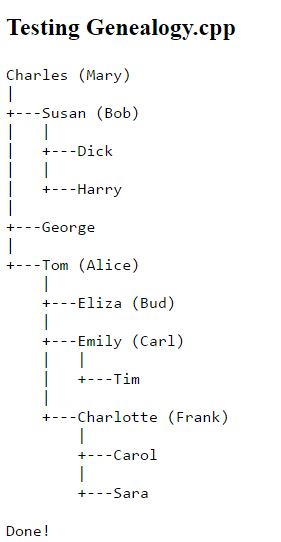 Testing Genealogy.cpp
Charles (Mary)
|
+---Susan (Bob)
|   |
|   +---Dick
|   |
|   +---Harry
|
+---George
|
+---Tom (Alice)
    |
    +---Eliza (Bud)
    |
    +---Emily (Carl)
    |   |
    |   +---Tim
    |
    +---Charlotte (Frank)
        |
        +---Carol
        |
        +---Sara
Done!